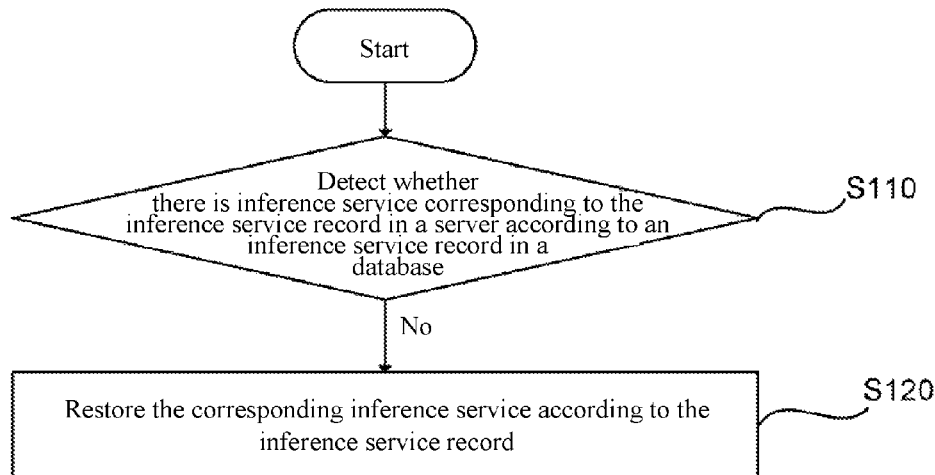 Start
Detect whether
there is inference service corresponding to the
inference service record in a server according to an
inference service record in a
database
S110
No
Restore the corresponding inference service according to the
inference service record
S120